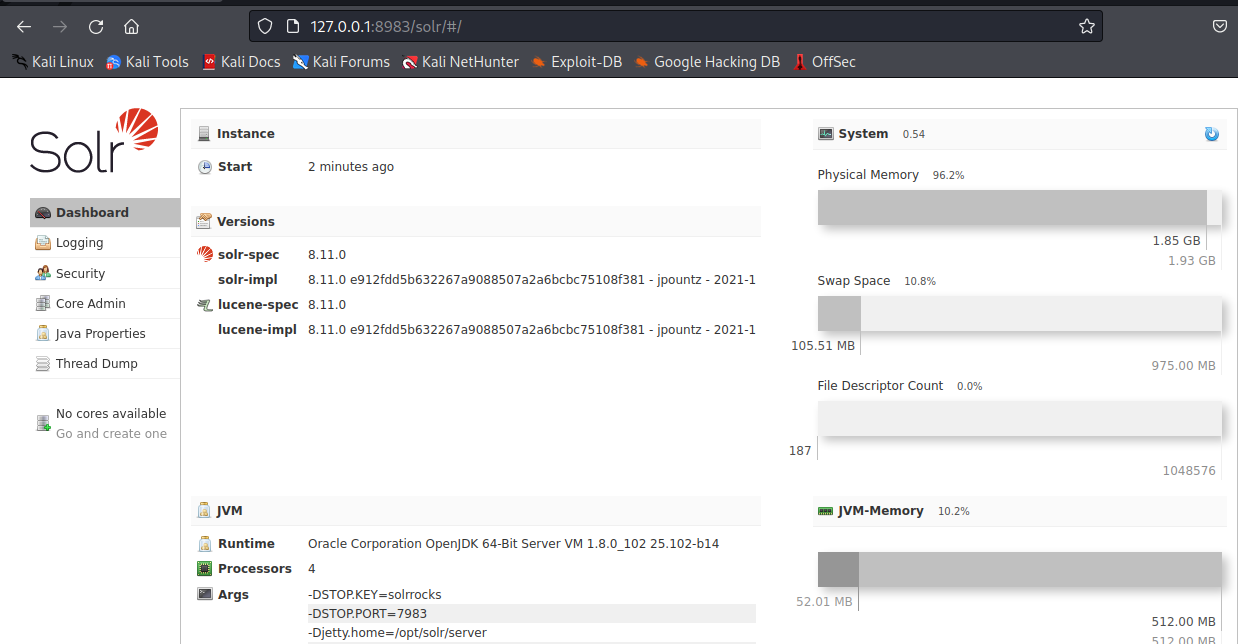 127.0.0.1:8983/solr/#/
Kali Linux Kali Tools Kali Docs Kali Forums Kali NetHunter Exploit-DB Google Hacking DB OffSec
Solr
Dashboard
Logging
Security
Core Admin
Java Properties
Thread Dump
No cores available
Go and create one
Instance
Start 2 minutes ago
Versions
solr-spec 8.11.0
solr-impl 8.11.0 e912fdd5b632267a9088507a2a6bcbc75108f381 - jpountz - 2021-1
lucene-spec 8.11.0
lucene-impl 8.11.0 e912fdd5b632267a9088507a2a6bcbc75108f381 - jpountz - 2021-1
JVM
Runtime Oracle Corporation OpenJDK 64-Bit Server VM 1.8.0_102 25.102-b14
Processors 4
Args -DSTOP.KEY=solrrocks
-DSTOP.PORT=7983
-Djetty.home=/opt/solr/server
System 0.54
Physical Memory 96.2%
1.85 GB
1.93 GB
Swap Space 10.8%
105.51 MB
975.00 MB
File Descriptor Count 0.0%
187
1048576
JVM-Memory 10.2%
52.01 MB
512.00 MB
512.00 MB